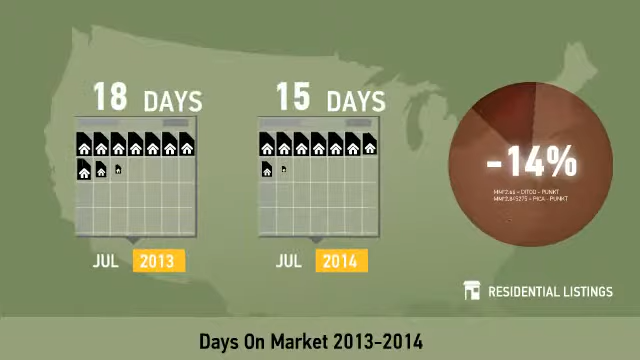 18 DAYS
15 DAYS
-14%
JUL 2013
JUL 2014
RESIDENTIAL LISTINGS
Days On Market 2013-2014